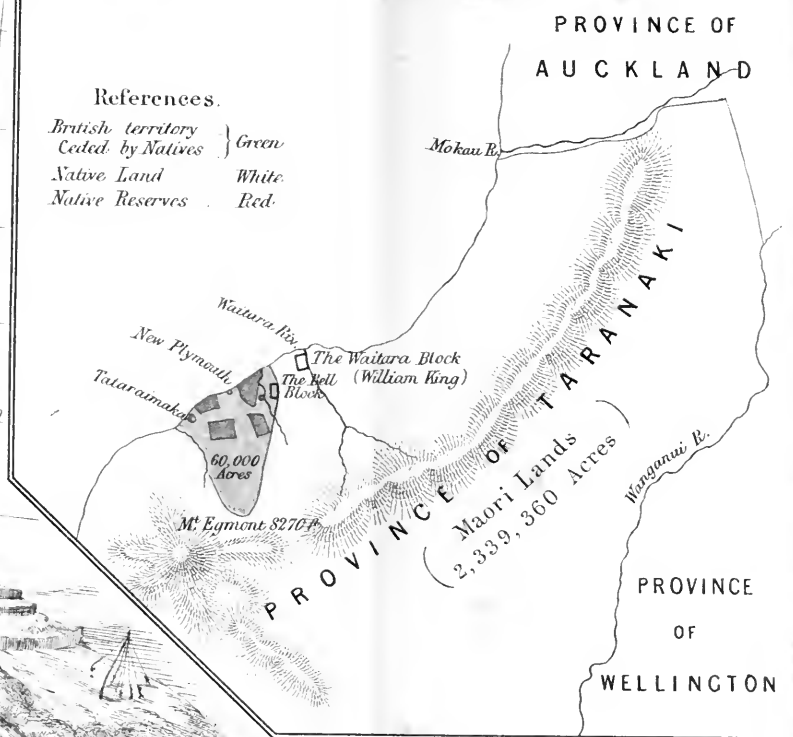 PROVINCE OF
AUCKLAND
References.
British territory
Ceded by Natives } Green
Native Land White
Native Reserves . Red.
Mokau R.
Waitara Riv.
New Plymouth
Tataraimaka
The Waitara Block
(William King)
The Bell
Block
60,000
Acres
Mt. Egmont 8270 ft
PROVINCE OF TARANAKI
Maori Lands
2,339,360 Acres
Wanganui R.
PROVINCE
OF
WELLINGTON